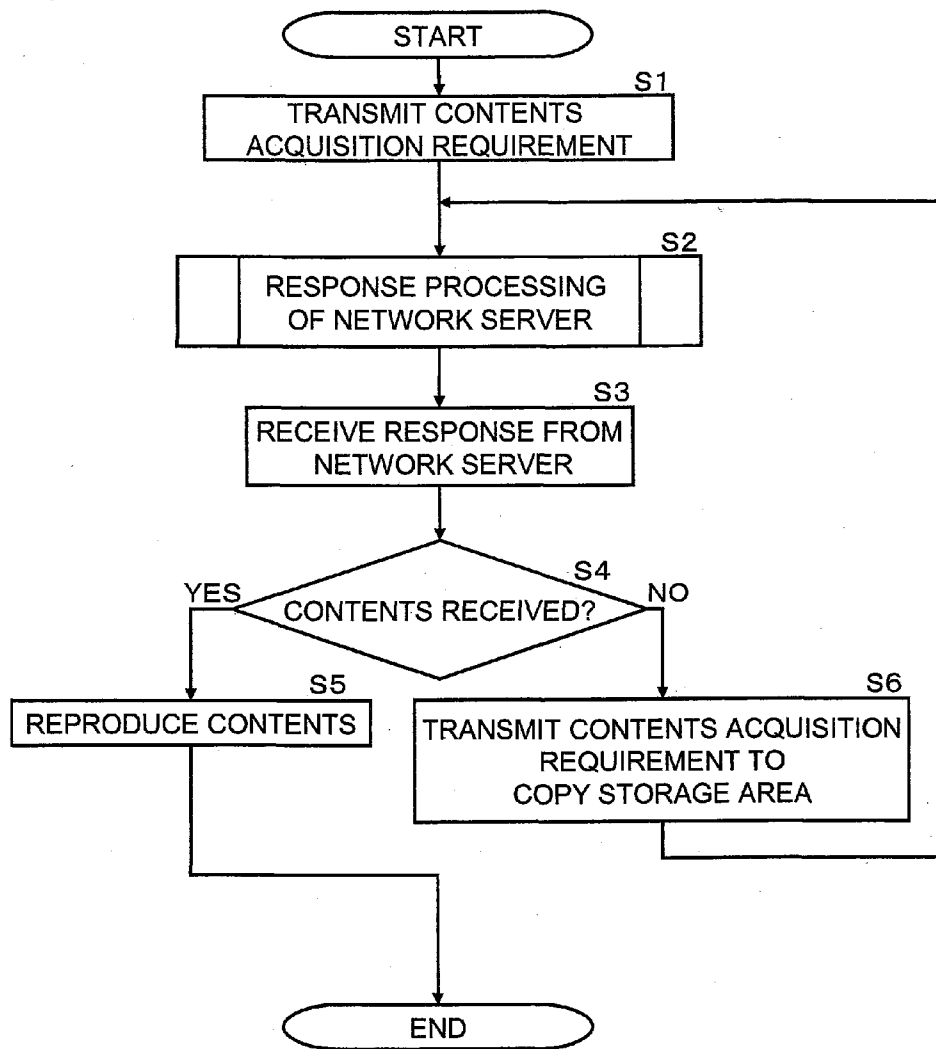 START
S1
TRANSMIT CONTENTS
ACQUISITION REQUIREMENT
S2
RESPONSE PROCESSING
OF NETWORK SERVER
S3
RECEIVE RESPONSE FROM
NETWORK SERVER
S4
YES
CONTENTS RECEIVED?
NO
S5
REPRODUCE CONTENTS
S6
TRANSMIT CONTENTS ACQUISITION
REQUIREMENT TO
COPY STORAGE AREA
END